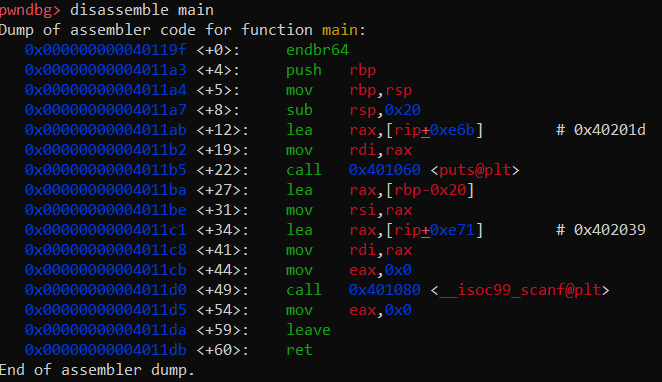 pwndbg> disassemble main
Dump of assembler code for function main:
0x000000000040119f <+0>: endbr64
0x00000000004011a3 <+4>: push rbp
0x00000000004011a4 <+5>: mov rbp,rsp
0x00000000004011a7 <+8>: sub rsp,0x20
0x00000000004011ab <+12>: lea rax,[rip+0xe6b] # 0x40201d
0x00000000004011b2 <+19>: mov rdi,rax
0x00000000004011b5 <+22>: call 0x401060 <puts@plt>
0x00000000004011ba <+27>: lea rax,[rbp-0x20]
0x00000000004011be <+31>: mov rsi,rax
0x00000000004011c1 <+34>: lea rax,[rip+0xe71] # 0x402039
0x00000000004011c8 <+41>: mov rdi,rax
0x00000000004011cb <+44>: mov eax,0x0
0x00000000004011d0 <+49>: call 0x401080 <__isoc99_scanf@plt>
0x00000000004011d5 <+54>: mov eax,0x0
0x00000000004011da <+59>: leave
0x00000000004011db <+60>: ret
End of assembler dump.